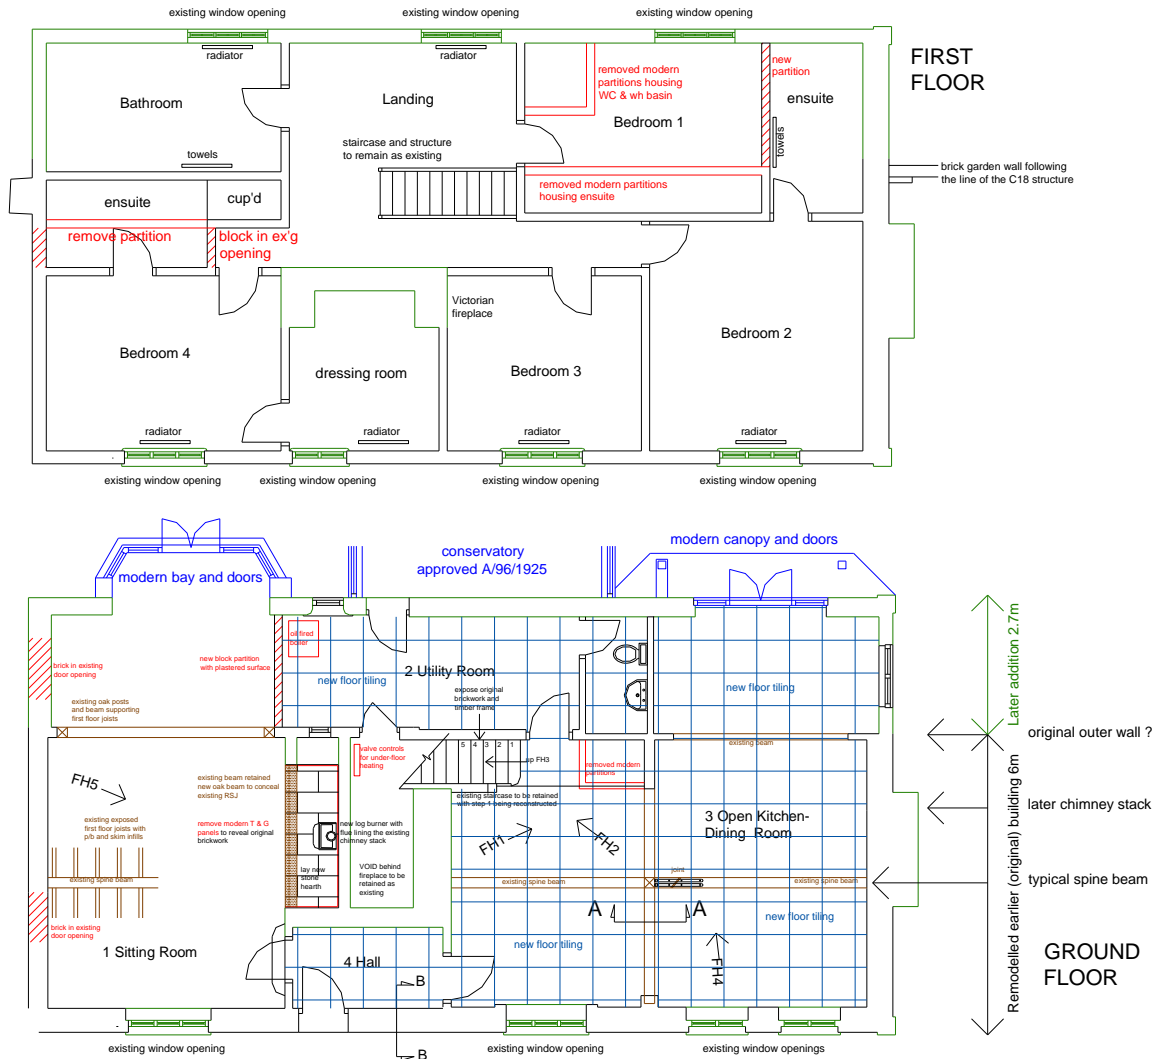 existing window opening
existing window opening
existing window opening
radiator
radiator
removed modern
partitions housing
WC & wh basin
new
partition
FIRST
FLOOR
Bathroom
Landing
Bedroom 1
ensuite
staircase and structure
to remain as existing
towels
towels
brick garden wall following
the line of the C18 structure
ensuite
cup'd
removed modern partitions
housing ensuite
remove partition
block in ex'g
opening
Victorian
fireplace
Bedroom 4
dressing room
Bedroom 3
Bedroom 2
radiator
radiator
radiator
radiator
existing window opening
existing window opening
existing window opening
existing window opening
modern bay and doors
conservatory
approved A/96/1925
modern canopy and doors
oil fired
boiler
brick in existing
door opening
new block partition
with plastered surface
2 Utility Room
new floor tiling
new floor tiling
expose original
brickwork and
timber frame
existing oak posts
and beam supporting
first floor joists
Later addition 2.7m
original outer wall ?
valve controls
for under-floor
heating
5 4 3 2 1
up FH3
existing beam
removed modern
partitions
FH5
existing beam retained
new oak beam to conceal
existing RSJ
existing staircase to be retained
with step 1 being reconstructed
later chimney stack
existing exposed
first floor joists with
p/b and skim infills
remove modern T & G
panels to reveal original
brickwork
new log burner with
flue lining the existing
chimney stack
FH1
FH2
3 Open Kitchen-
Dining Room
lay new
stone
hearth
VOID behind
fireplace to be
retained as
existing
joint
existing spine beam
existing spine beam
existing spine beam
typical spine beam
A
A
brick in existing
door opening
new floor tiling
new floor tiling
1 Sitting Room
4 Hall
FH4
B
Remodelled earlier (original) building 6m
GROUND
FLOOR
existing window opening
B
existing window opening
existing window openings